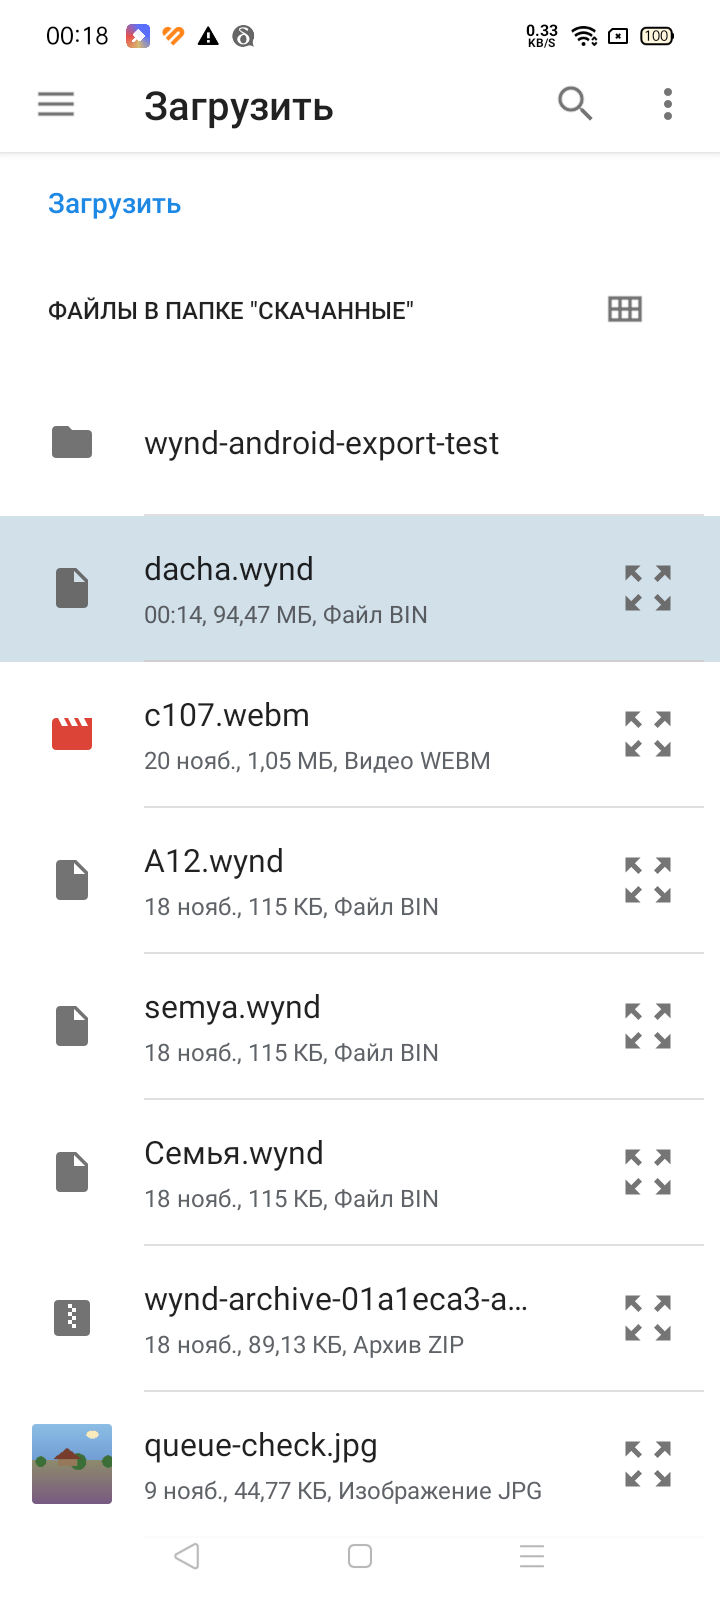 00:18
0.33
KB/S
100
Загрузить
Загрузить
ФАЙЛЫ В ПАПКЕ "СКАЧАННЫЕ"
wynd-android-export-test
dacha.wynd
00:14, 94,47 МБ, Файл BIN
c107.webm
20 нояб., 1,05 МБ, Видео WEBM
A12.wynd
18 нояб., 115 КБ, Файл BIN
semya.wynd
18 нояб., 115 КБ, Файл BIN
Семья.wynd
18 нояб., 115 КБ, Файл BIN
wynd-archive-01a1eca3-a...
18 нояб., 89,13 КБ, Архив ZIP
queue-check.jpg
9 нояб., 44,77 КБ, Изображение JPG